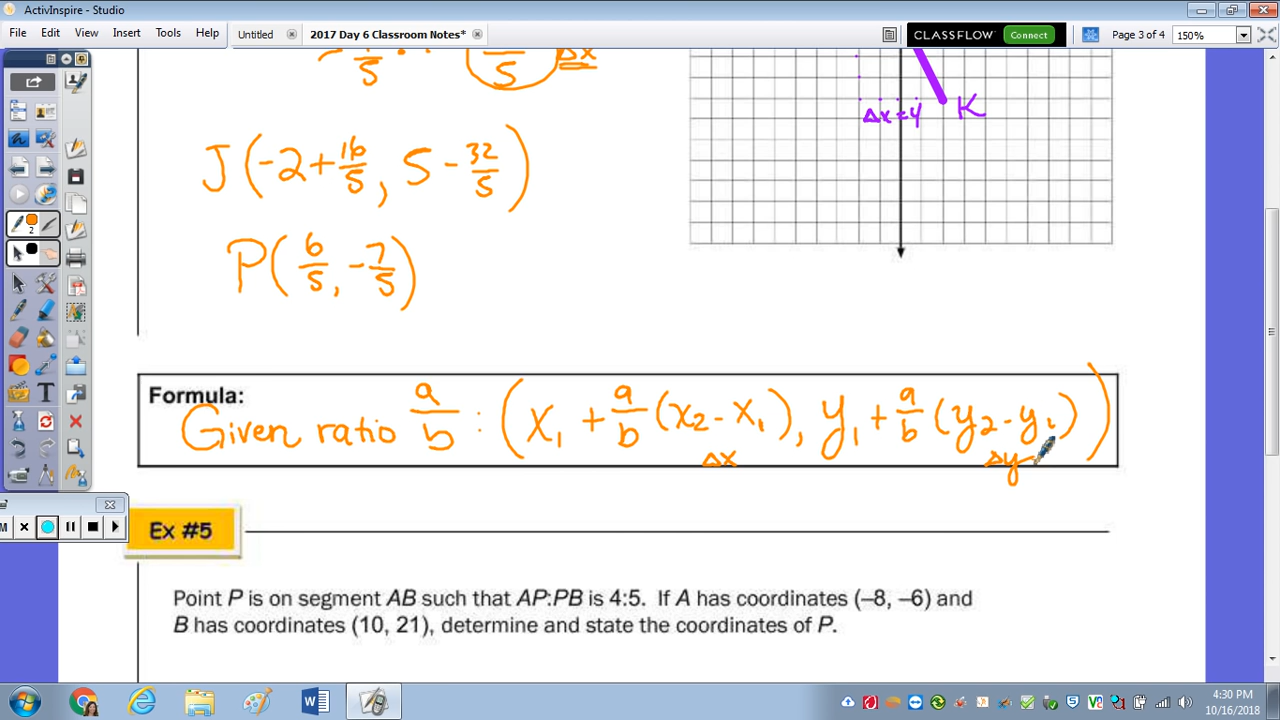 ActivInspire - Studio
File Edit View Insert Tools Help Untitled 2017 Day 6 Classroom Notes* CLASSFLOW Connect Page 3 of 4 150%
5 5 Δx
Δx=4 K
J(-2+16/5, 5-32/5)
P(6/5, -7/5)
Formula:
Given ratio a/b : (x₁ + a/b (x₂-x₁), y₁ + a/b (y₂-y₁))
Δx Δy
2
Ex #5
Point P is on segment AB such that AP:PB is 4:5. If A has coordinates (–8, –6) and
B has coordinates (10, 21), determine and state the coordinates of P.
4:30 PM
10/16/2018